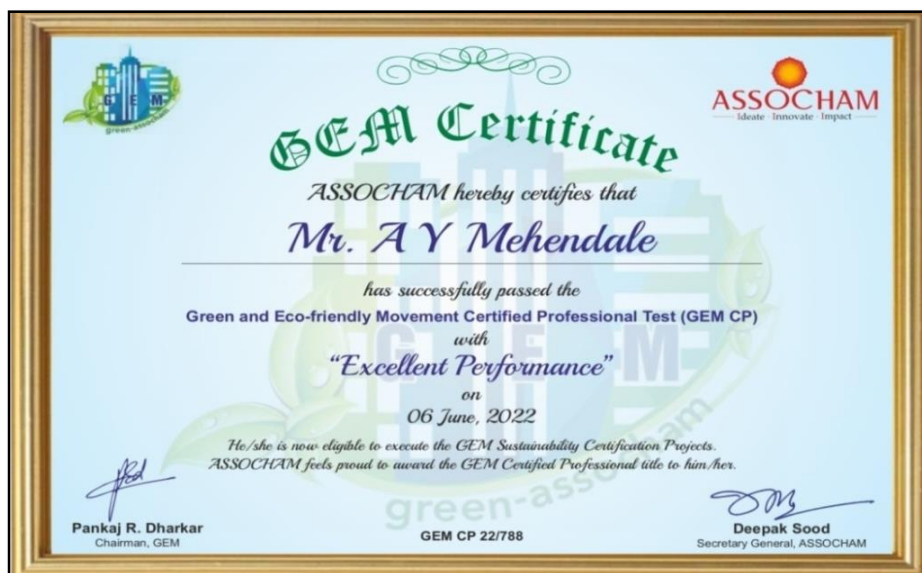 G E M
green-assocham
ASSOCHAM
Ideate Innovate Impact
GEM Certificate
ASSOCHAM hereby certifies that
Mr. A Y Mehendale
has successfully passed the
Green and Eco-friendly Movement Certified Professional Test (GEM CP)
with
"Excellent Performance"
on
06 June, 2022
He/she is now eligible to execute the GEM Sustainability Certification Projects.
ASSOCHAM feels proud to award the GEM Certified Professional title to him/her.
G E M
green-assocham
Pankaj R. Dharkar
Chairman, GEM
GEM CP 22/788
Deepak Sood
Secretary General, ASSOCHAM